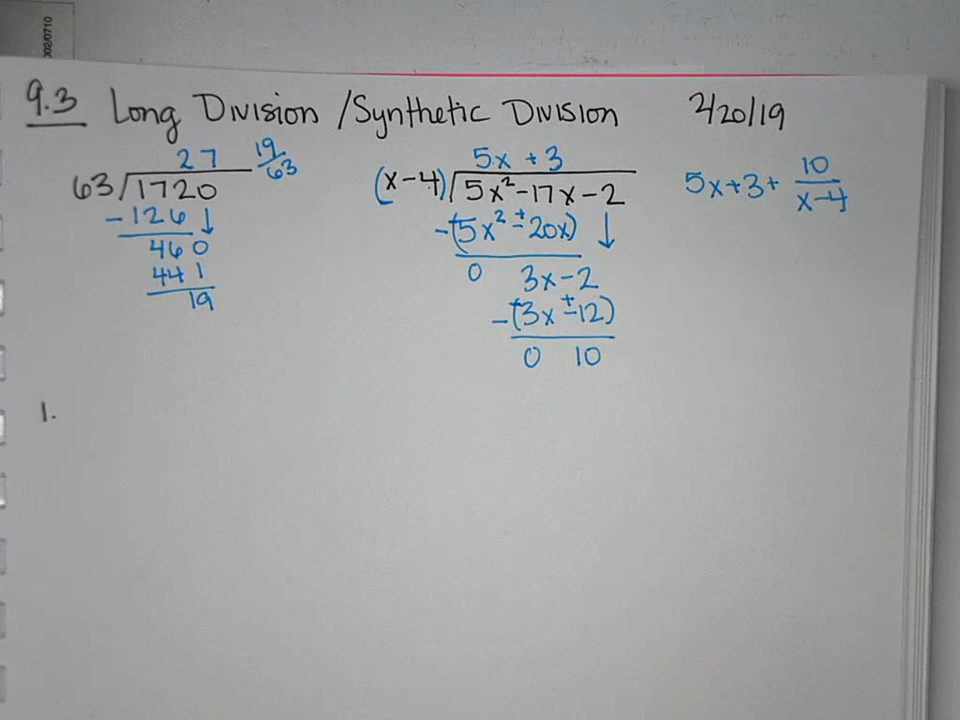 002/0710
9.3 Long Division /Synthetic Division 2/20/19
27 19/63
63 1720
-126
460
441
19
5x + 3
(x-4) 5x²-17x-2
-(5x² ± 20x)
0 3x-2
-(3x ± 12)
0 10
5x+3+ 10/x-4
1.